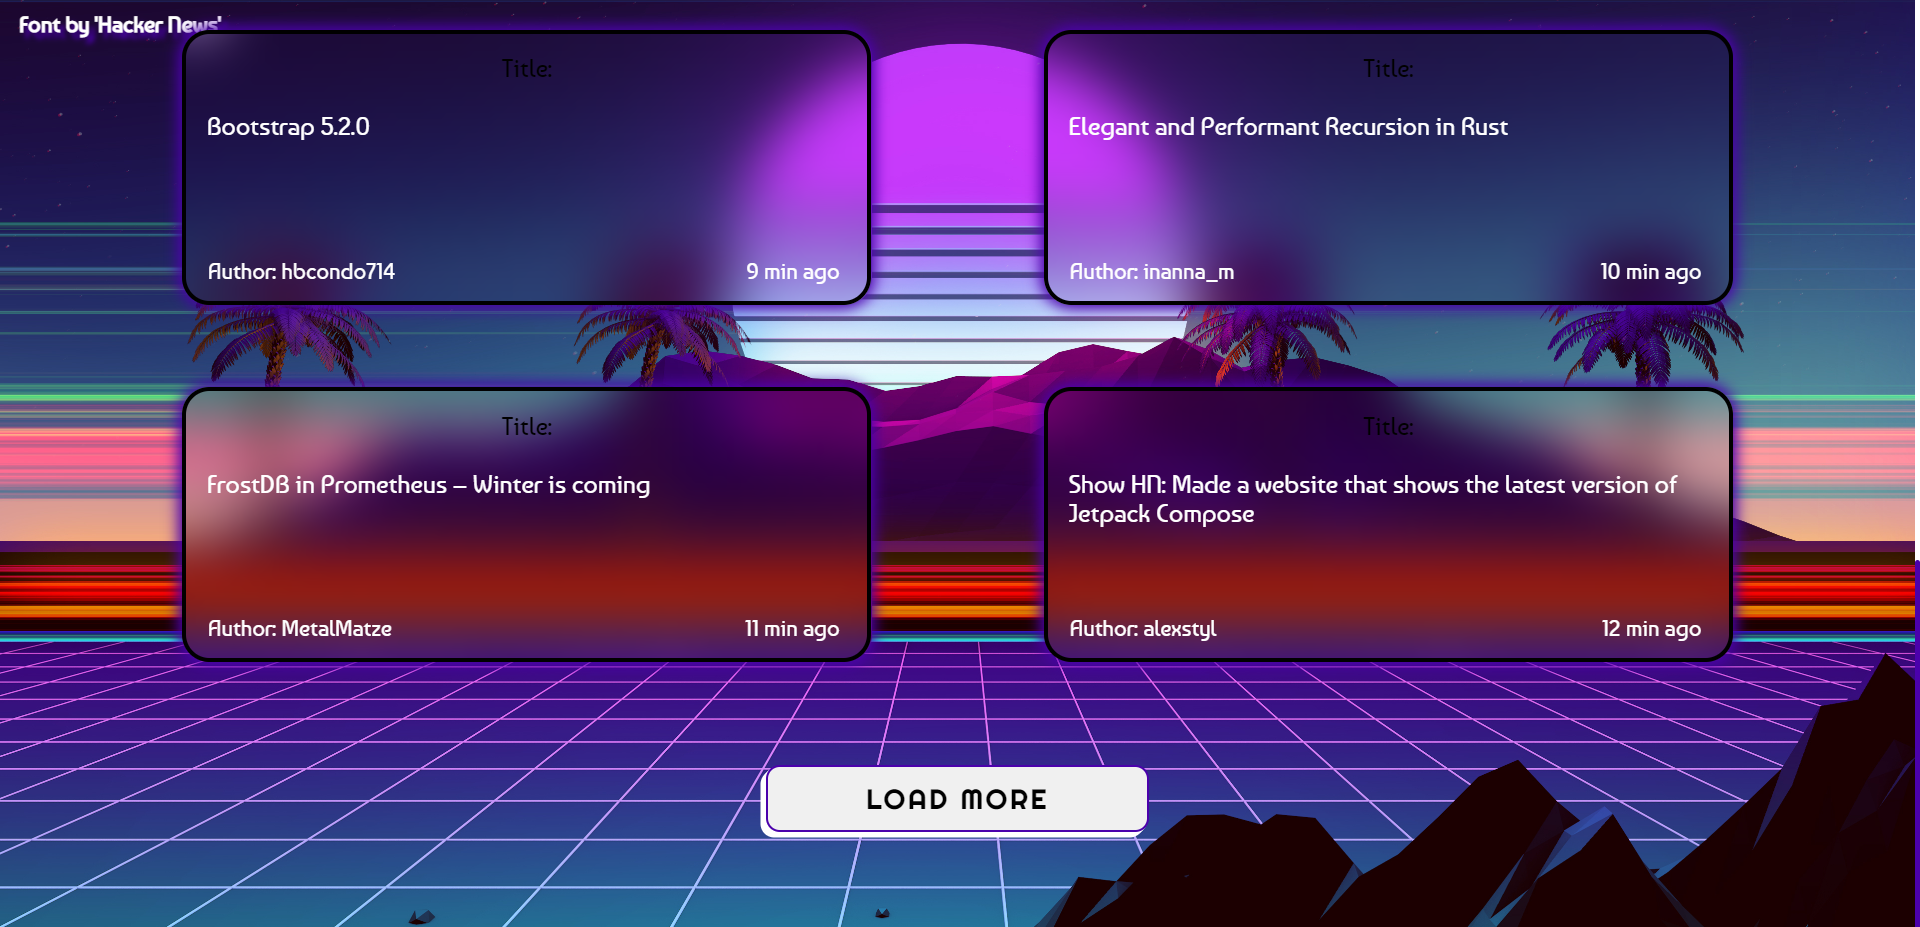 Font by 'Hacker News'
Title:
Bootstrap 5.2.0
Author: hbcondo714
9 min ago
Title:
Elegant and Performant Recursion in Rust
Author: inanna_m
10 min ago
Title:
FrostDB in Prometheus – Winter is coming
Author: MetalMatze
11 min ago
Title:
Show HN: Made a website that shows the latest version of
Jetpack Compose
Author: alexstyl
12 min ago
LOAD MORE